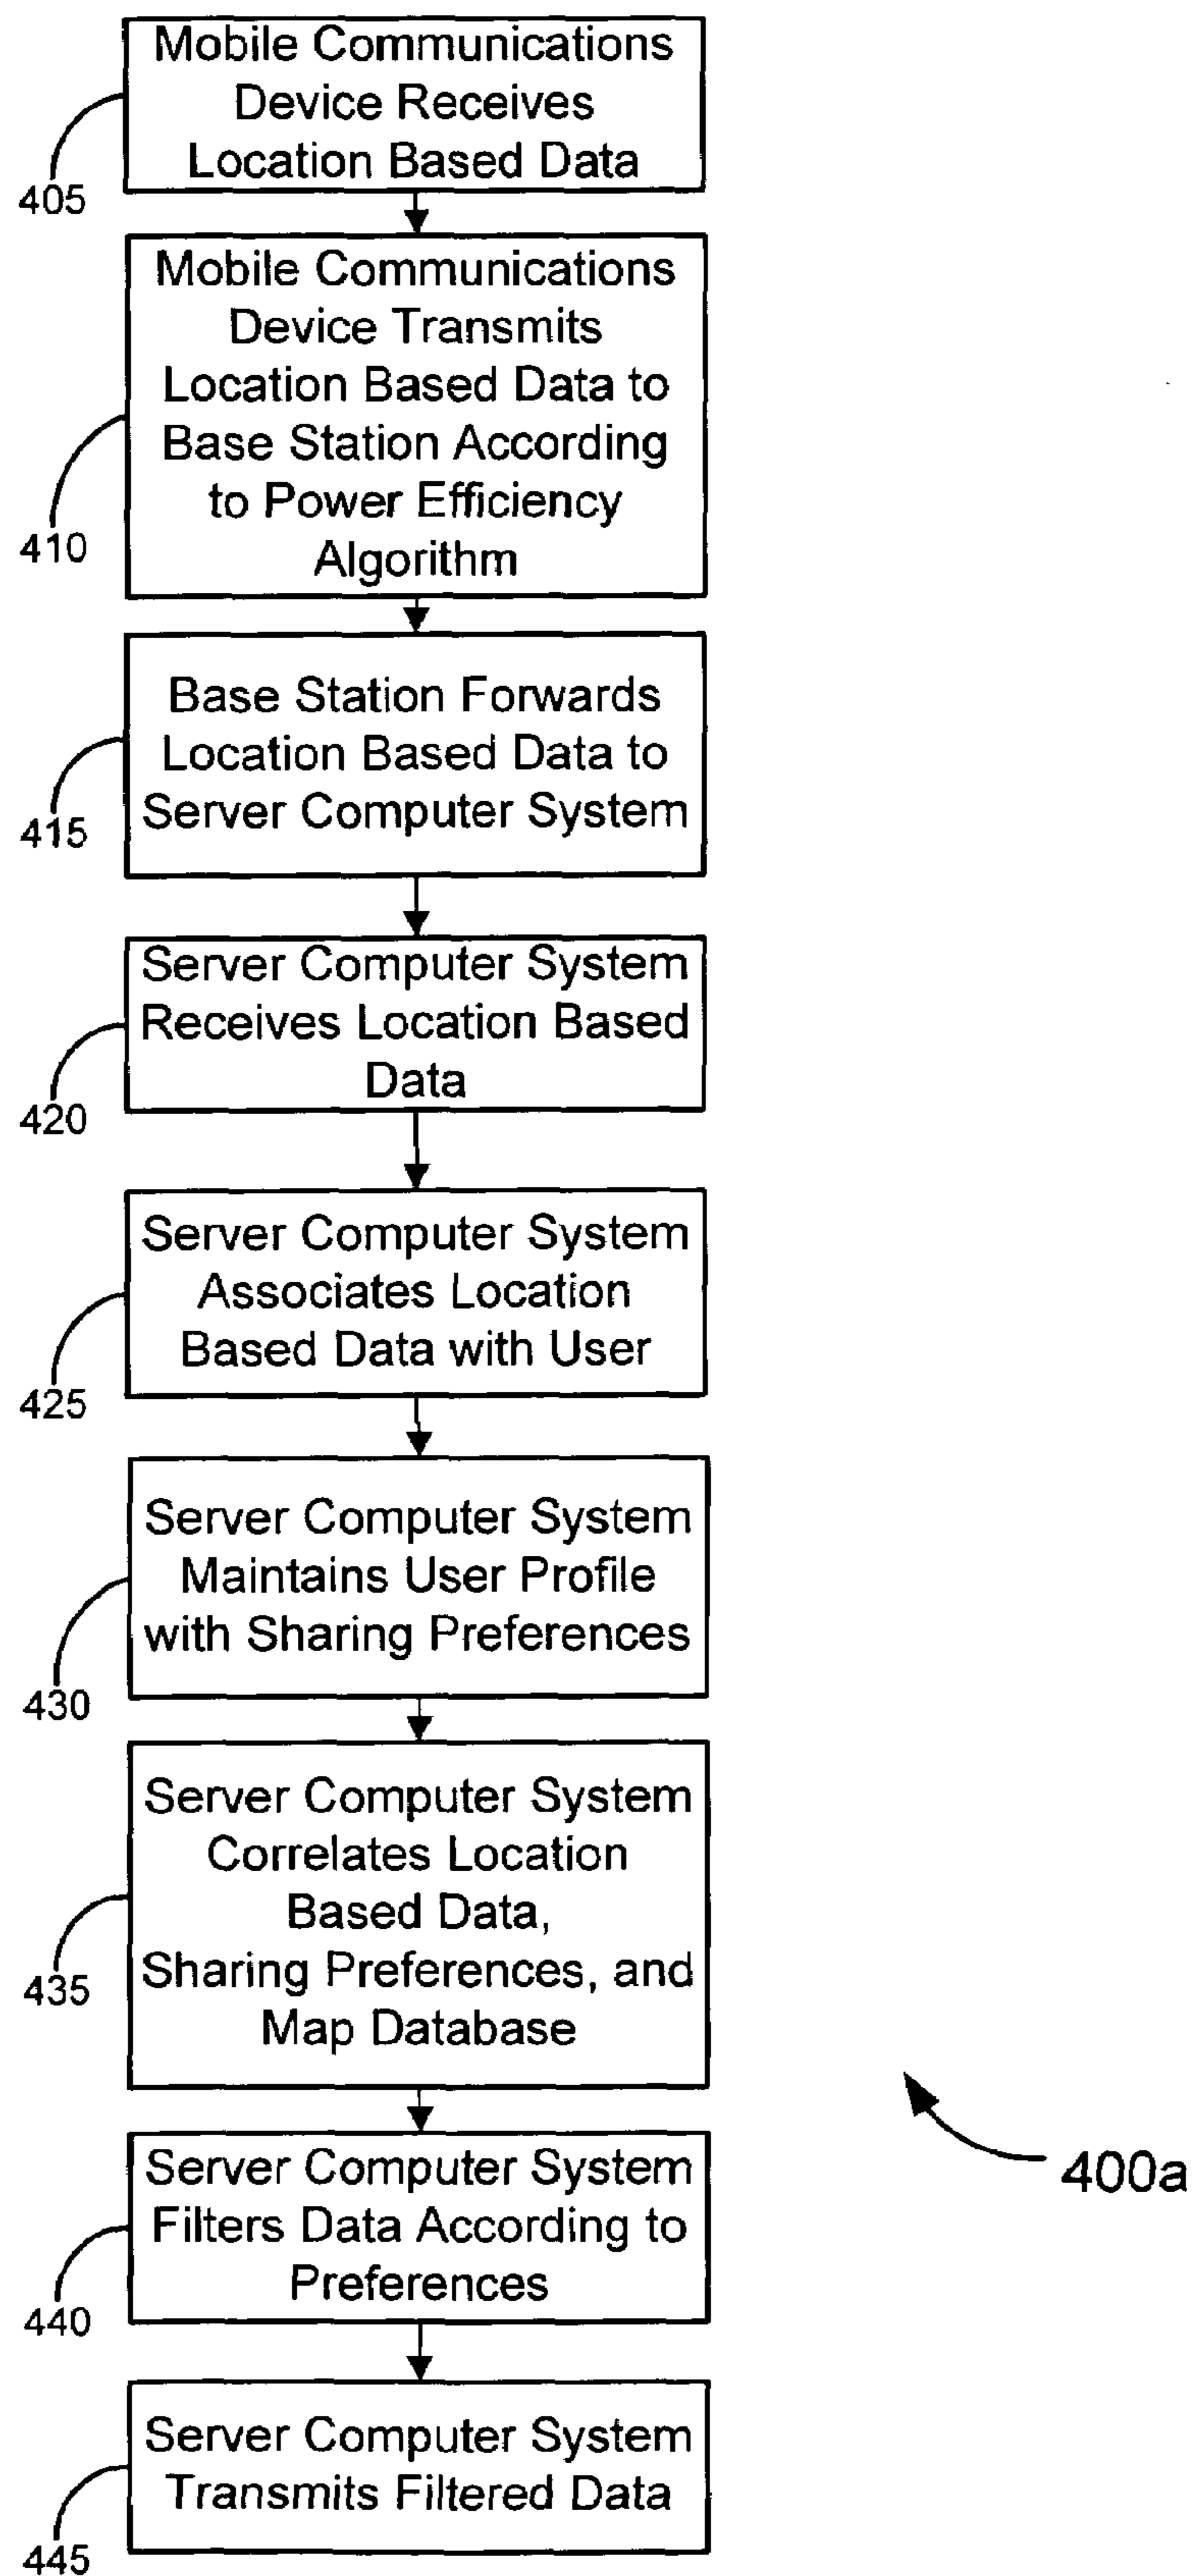 Mobile Communications
Device Receives
Location Based Data
405
Mobile Communications
Device Transmits
Location Based Data to
Base Station According
to Power Efficiency
Algorithm
410
Base Station Forwards
Location Based Data to
Server Computer System
415
Server Computer System
Receives Location Based
Data
420
Server Computer System
Associates Location
Based Data with User
425
Server Computer System
Maintains User Profile
with Sharing Preferences
430
Server Computer System
Correlates Location
Based Data,
Sharing Preferences, and
Map Database
435
400a
Server Computer System
Filters Data According to
Preferences
440
Server Computer System
Transmits Filtered Data
445